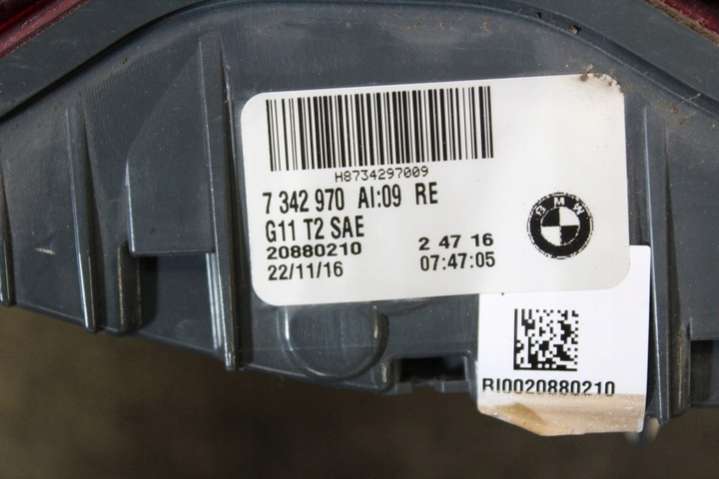 H8734297009
7 342 970 AI:09 RE
G11 T2 SAE
20880210 2 47 16
22/11/16 07:47:05
BMW
RI0020880210